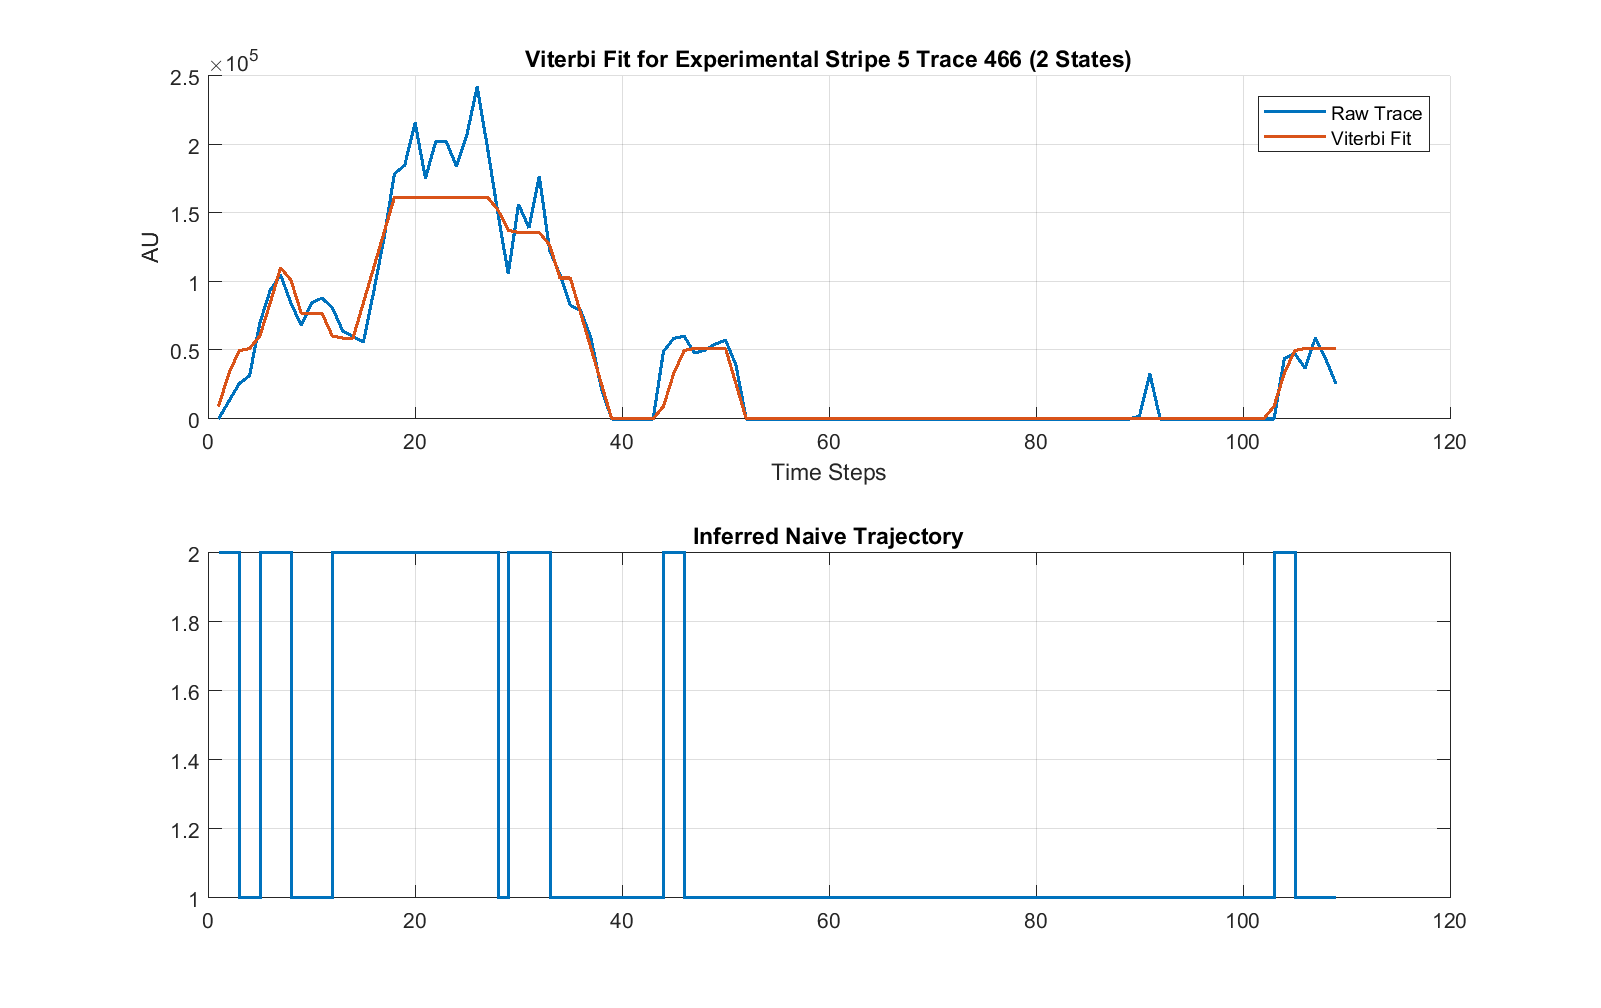 Viterbi Fit for Experimental Stripe 5 Trace 466 (2 States)
×10^5
2.5
2
1.5
1
0.5
0
AU
Raw Trace
Viterbi Fit
0 20 40 60 80 100 120
Time Steps
Inferred Naive Trajectory
2
1.8
1.6
1.4
1.2
1
0 20 40 60 80 100 120